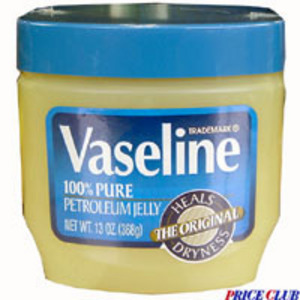 TRADEMARK ®
Vaseline
100% PURE
PETROLEUM JELLY
NET WT. 13 OZ. (368g)
HEALS
THE ORIGINAL
DRYNESS
PRICE CLUB